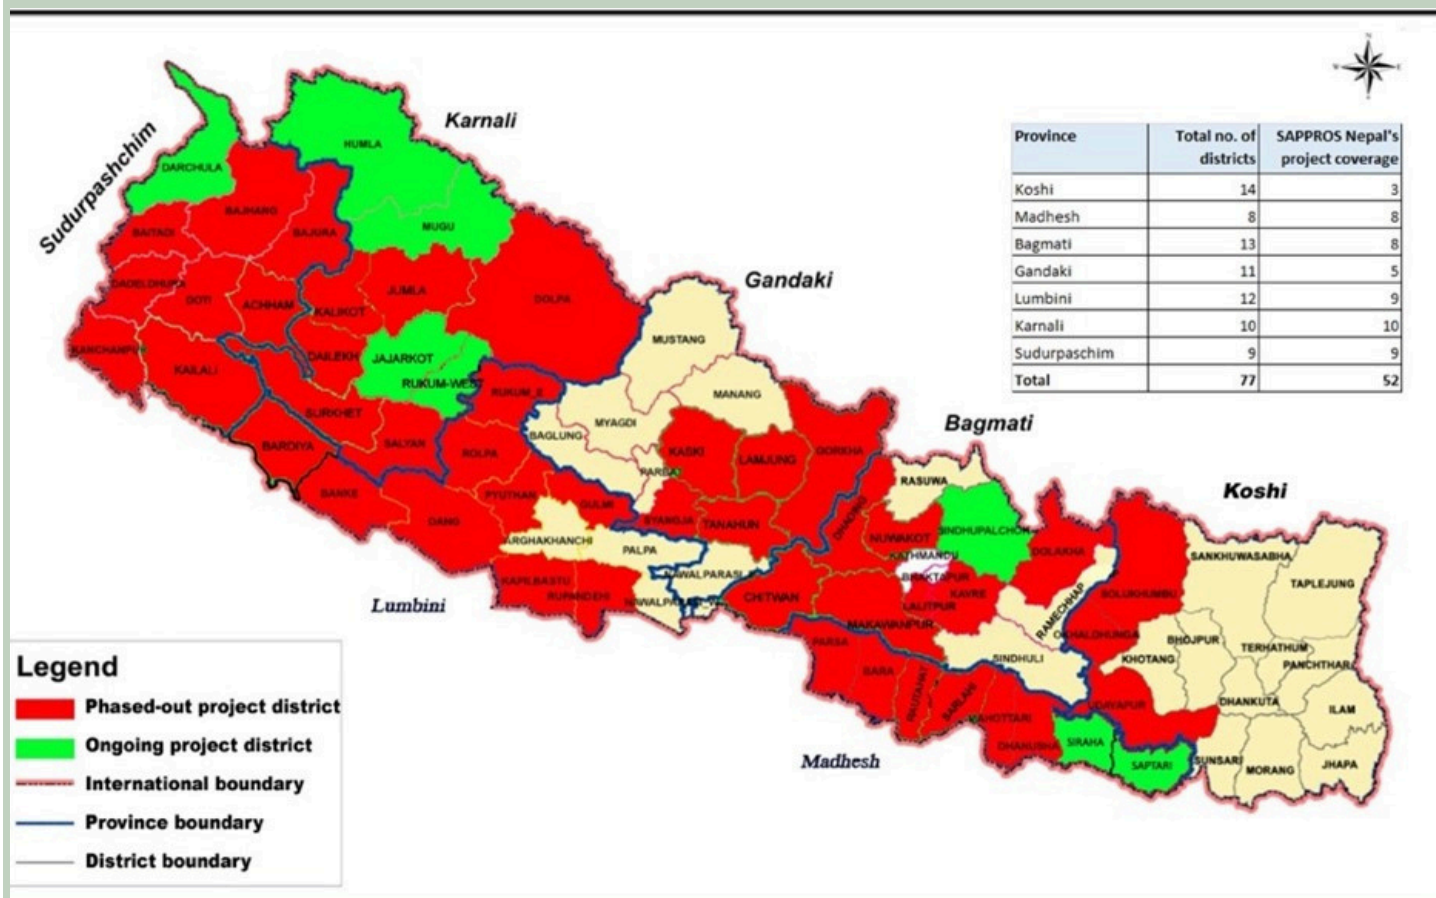 N
W E
S
Karnali
Sudurpashchim
Gandaki
Bagmati
Koshi
Lumbini
Madhesh
Province Total no. of districts SAPPROS Nepal's project coverage
Koshi 14 3
Madhesh 8 8
Bagmati 13 8
Gandaki 11 5
Lumbini 12 9
Karnali 10 10
Sudurpaschim 9 9
Total 77 52
DARCHULA
HUMLA
BAJHANG
BAITADI
BAJURA
MUGU
DADELDHURA
DOTI
ACHHAM
KALIKOT
JUMLA
DOLPA
KANCHANPUR
KAILALI
DAILEKH
JAJARKOT
RUKUM-WEST
RUKUM_E
SURKHET
BARDIYA
SALYAN
ROLPA
BANKE
DANG
PYUTHAN
GULMI
ARGHAKHANCHI
PALPA
KAPILBASTU
RUPANDEHI
MUSTANG
MANANG
MYAGDI
BAGLUNG
PARBAT
KASKI
LAMJUNG
GORKHA
SYANGJA
TANAHUN
CHITWAN
DHADING
NUWAKOT
RASUWA
SINDHUPALCHOK
KATHMANDU
BHAKTAPUR
LALITPUR
KAVRE
DOLAKHA
RAMECHHAP
MAKAWANPUR
SINDHULI
PARSA
BARA
RAUTAHAT
SARLAHI
MAHOTTARI
DHANUSHA
SIRAHA
SAPTARI
SOLUKHUMBU
OKHALDHUNGA
KHOTANG
UDAYAPUR
SANKHUWASABHA
TAPLEJUNG
BHOJPUR
TERHATHUM
PANCHTHAR
DHANKUTA
ILAM
SUNSARI
MORANG
JHAPA
Legend
Phased-out project district
Ongoing project district
International boundary
Province boundary
District boundary